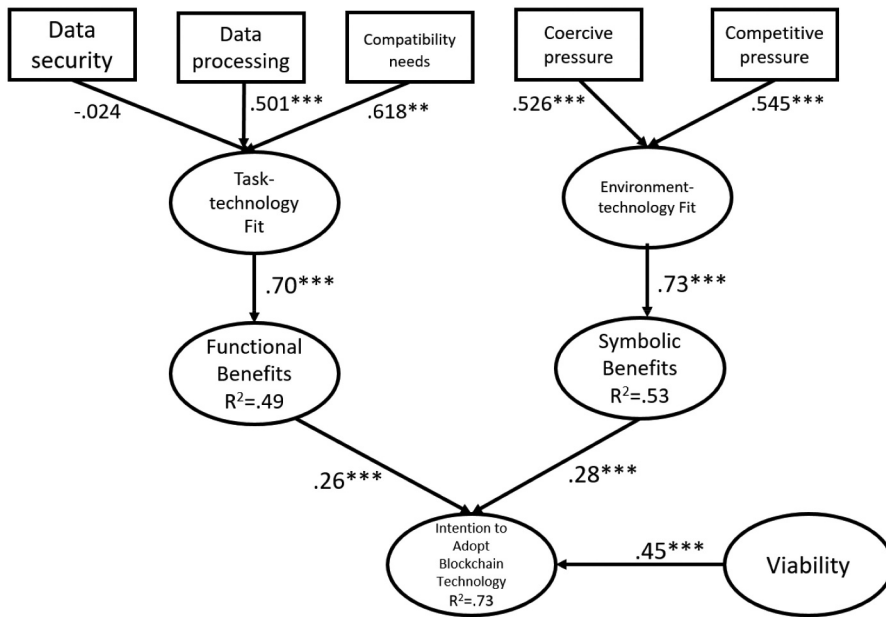 Data
security
Data
processing
Compatibility
needs
Coercive
pressure
Competitive
pressure
-.024
.501***
.618**
.526***
.545***
Task-
technology
Fit
Environment-
technology Fit
.70***
.73***
Functional
Benefits
R²=.49
Symbolic
Benefits
R²=.53
.26***
.28***
Intention to
Adopt
Blockchain
Technology
R²=.73
.45***
Viability